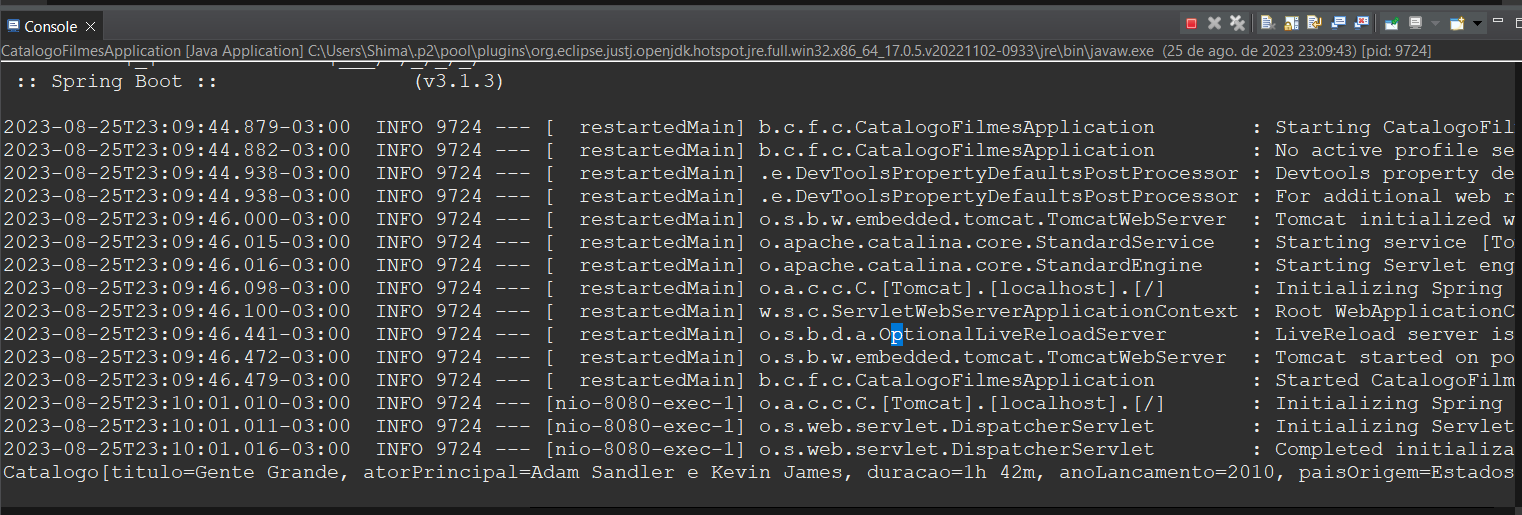 Console
CatalogoFilmesApplication [Java Application] C:\Users\Shima\.p2\pool\plugins\org.eclipse.justj.openjdk.hotspot.jre.full.win32.x86_64_17.0.5.v20221102-0933\jre\bin\javaw.exe (25 de ago. de 2023 23:09:43) [pid: 9724]
:: Spring Boot :: (v3.1.3)
2023-08-25T23:09:44.879-03:00 INFO 9724 --- [ restartedMain] b.c.f.c.CatalogoFilmesApplication : Starting CatalogoFil
2023-08-25T23:09:44.882-03:00 INFO 9724 --- [ restartedMain] b.c.f.c.CatalogoFilmesApplication : No active profile se
2023-08-25T23:09:44.938-03:00 INFO 9724 --- [ restartedMain] .e.DevToolsPropertyDefaultsPostProcessor : Devtools property de
2023-08-25T23:09:44.938-03:00 INFO 9724 --- [ restartedMain] .e.DevToolsPropertyDefaultsPostProcessor : For additional web r
2023-08-25T23:09:46.000-03:00 INFO 9724 --- [ restartedMain] o.s.b.w.embedded.tomcat.TomcatWebServer : Tomcat initialized w
2023-08-25T23:09:46.015-03:00 INFO 9724 --- [ restartedMain] o.apache.catalina.core.StandardService : Starting service [To
2023-08-25T23:09:46.016-03:00 INFO 9724 --- [ restartedMain] o.apache.catalina.core.StandardEngine : Starting Servlet eng
2023-08-25T23:09:46.098-03:00 INFO 9724 --- [ restartedMain] o.a.c.c.C.[Tomcat].[localhost].[/] : Initializing Spring
2023-08-25T23:09:46.100-03:00 INFO 9724 --- [ restartedMain] w.s.c.ServletWebServerApplicationContext : Root WebApplicationC
2023-08-25T23:09:46.441-03:00 INFO 9724 --- [ restartedMain] o.s.b.d.a.OptionalLiveReloadServer : LiveReload server is
2023-08-25T23:09:46.472-03:00 INFO 9724 --- [ restartedMain] o.s.b.w.embedded.tomcat.TomcatWebServer : Tomcat started on po
2023-08-25T23:09:46.479-03:00 INFO 9724 --- [ restartedMain] b.c.f.c.CatalogoFilmesApplication : Started CatalogoFilm
2023-08-25T23:10:01.010-03:00 INFO 9724 --- [nio-8080-exec-1] o.a.c.c.C.[Tomcat].[localhost].[/] : Initializing Spring
2023-08-25T23:10:01.011-03:00 INFO 9724 --- [nio-8080-exec-1] o.s.web.servlet.DispatcherServlet : Initializing Servlet
2023-08-25T23:10:01.016-03:00 INFO 9724 --- [nio-8080-exec-1] o.s.web.servlet.DispatcherServlet : Completed initializa
Catalogo[titulo=Gente Grande, atorPrincipal=Adam Sandler e Kevin James, duracao=1h 42m, anoLancamento=2010, paisOrigem=Estados